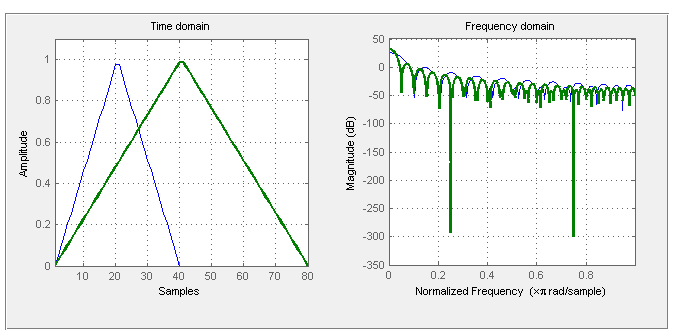 Time domain
1
0.8
0.6
0.4
0.2
0
10 20 30 40 50 60 70 80
Amplitude
Samples
Frequency domain
50
0
-50
-100
-150
-200
-250
-300
-350
0 0.2 0.4 0.6 0.8
Magnitude (dB)
Normalized Frequency (×π rad/sample)